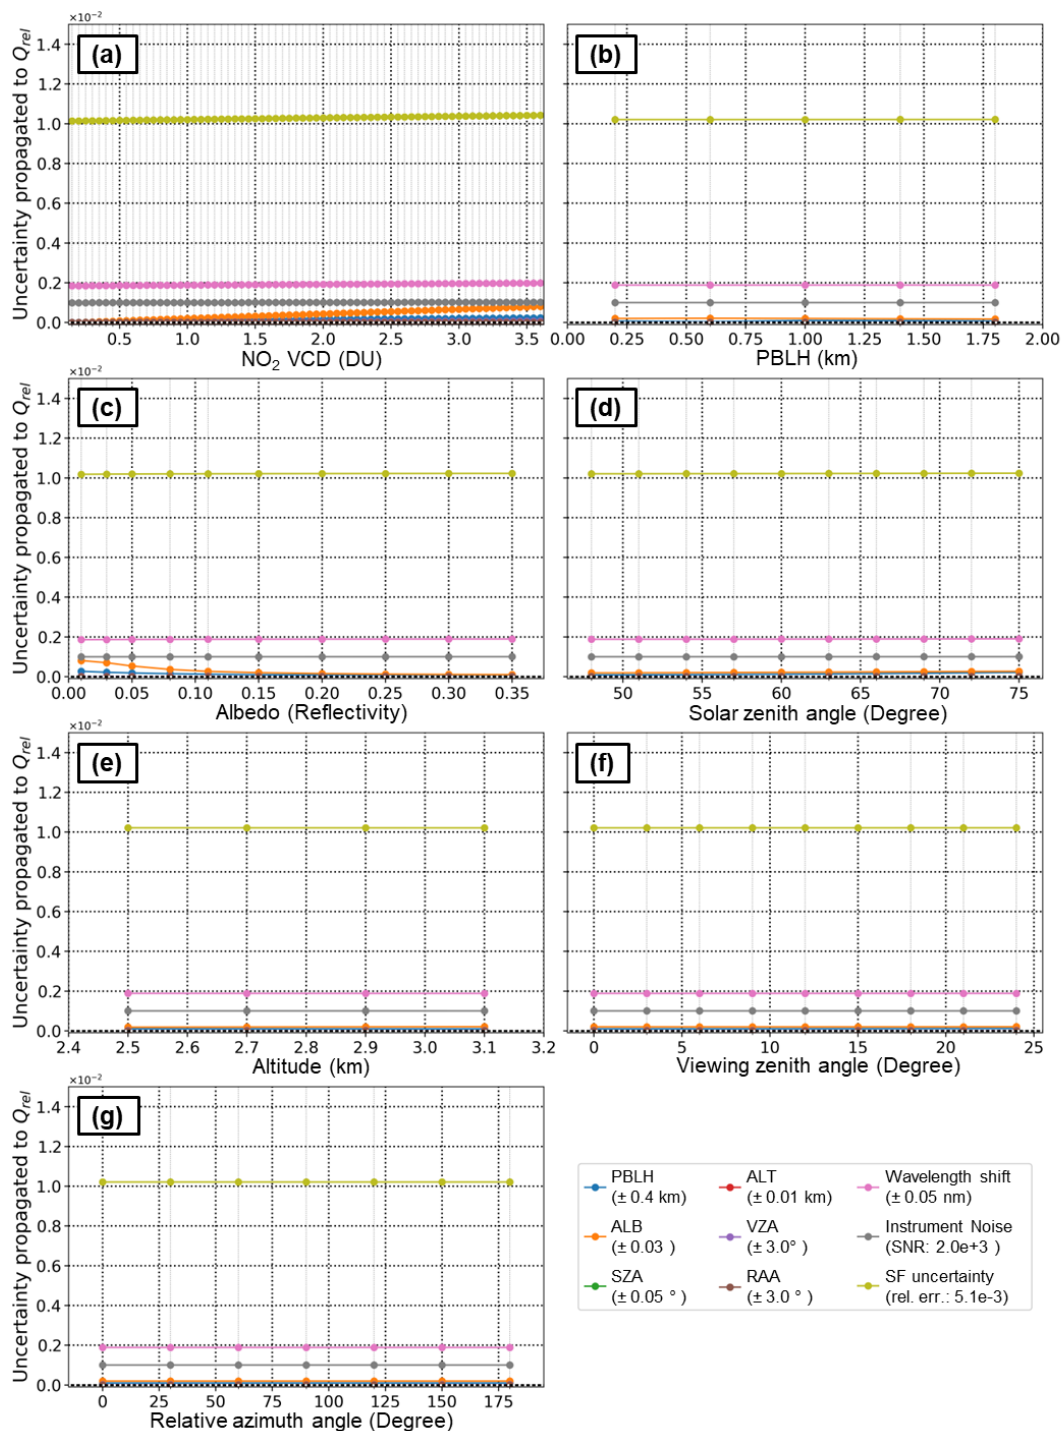 ×10⁻²
(a)
Uncertainty propagated to Q_rel
1.4
1.2
1.0
0.8
0.6
0.4
0.2
0.0
0.5 1.0 1.5 2.0 2.5 3.0 3.5
NO₂ VCD (DU)
(b)
0.00 0.25 0.50 0.75 1.00 1.25 1.50 1.75 2.00
PBLH (km)
×10⁻²
(c)
Uncertainty propagated to Q_rel
1.4
1.2
1.0
0.8
0.6
0.4
0.2
0.0
0.00 0.05 0.10 0.15 0.20 0.25 0.30 0.35
Albedo (Reflectivity)
(d)
50 55 60 65 70 75
Solar zenith angle (Degree)
×10⁻²
(e)
Uncertainty propagated to Q_rel
1.4
1.2
1.0
0.8
0.6
0.4
0.2
0.0
2.4 2.5 2.6 2.7 2.8 2.9 3.0 3.1 3.2
Altitude (km)
(f)
0 5 10 15 20 25
Viewing zenith angle (Degree)
×10⁻²
(g)
Uncertainty propagated to Q_rel
1.4
1.2
1.0
0.8
0.6
0.4
0.2
0.0
0 25 50 75 100 125 150 175
Relative azimuth angle (Degree)
PBLH
(± 0.4 km)
ALB
(± 0.03 )
SZA
(± 0.05 ° )
ALT
(± 0.01 km)
VZA
(± 3.0° )
RAA
(± 3.0 ° )
Wavelength shift
(± 0.05 nm)
Instrument Noise
(SNR: 2.0e+3 )
SF uncertainty
(rel. err.: 5.1e-3)